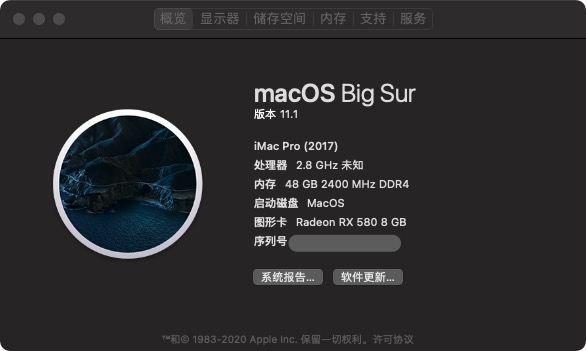 概览 显示器 储存空间 内存 支持 服务
macOS Big Sur
版本 11.1
iMac Pro (2017)
处理器 2.8 GHz 未知
内存 48 GB 2400 MHz DDR4
启动磁盘 MacOS
图形卡 Radeon RX 580 8 GB
序列号
系统报告... 软件更新...
™和© 1983-2020 Apple Inc. 保留一切权利。许可协议